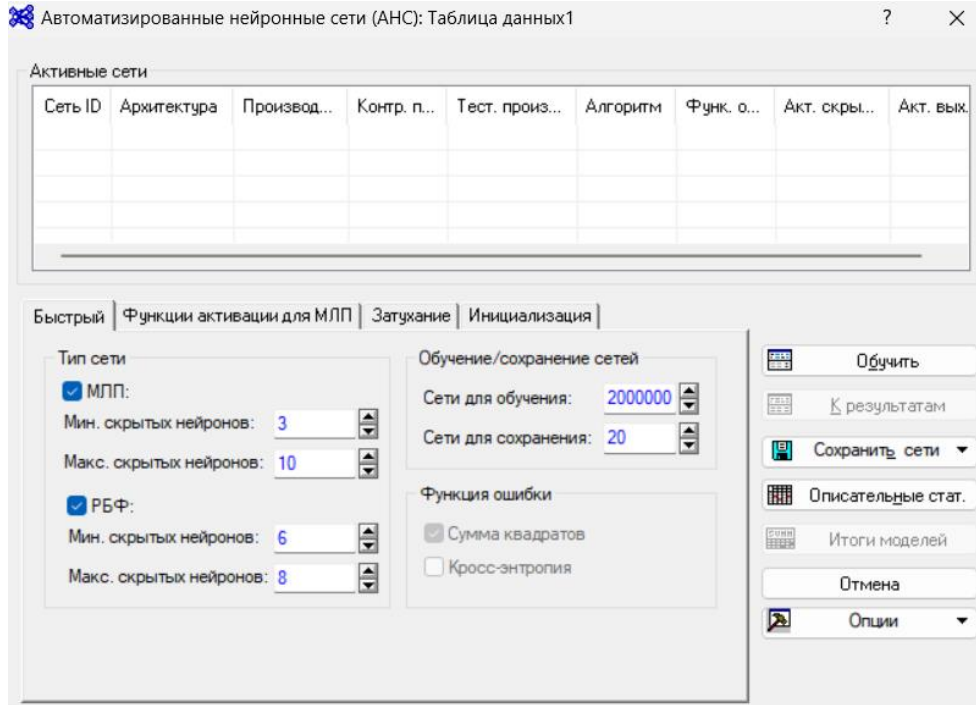 Автоматизированные нейронные сети (АНС): Таблица данных1 ? ×
Активные сети
Сеть ID Архитектура Производ... Контр. п... Тест. произ... Алгоритм Функ. о... Акт. скры... Акт. вых.
Быстрый Функции активации для МЛП Затухание Инициализация
Тип сети
МЛП:
Мин. скрытых нейронов: 3
Макс. скрытых нейронов: 10
РБФ:
Мин. скрытых нейронов: 6
Макс. скрытых нейронов: 8
Обучение/сохранение сетей
Сети для обучения: 2000000
Сети для сохранения: 20
Функция ошибки
Сумма квадратов
Кросс-энтропия
Обучить
К результатам
Сохранить сети
Описательные стат.
Итоги моделей
Отмена
Опции